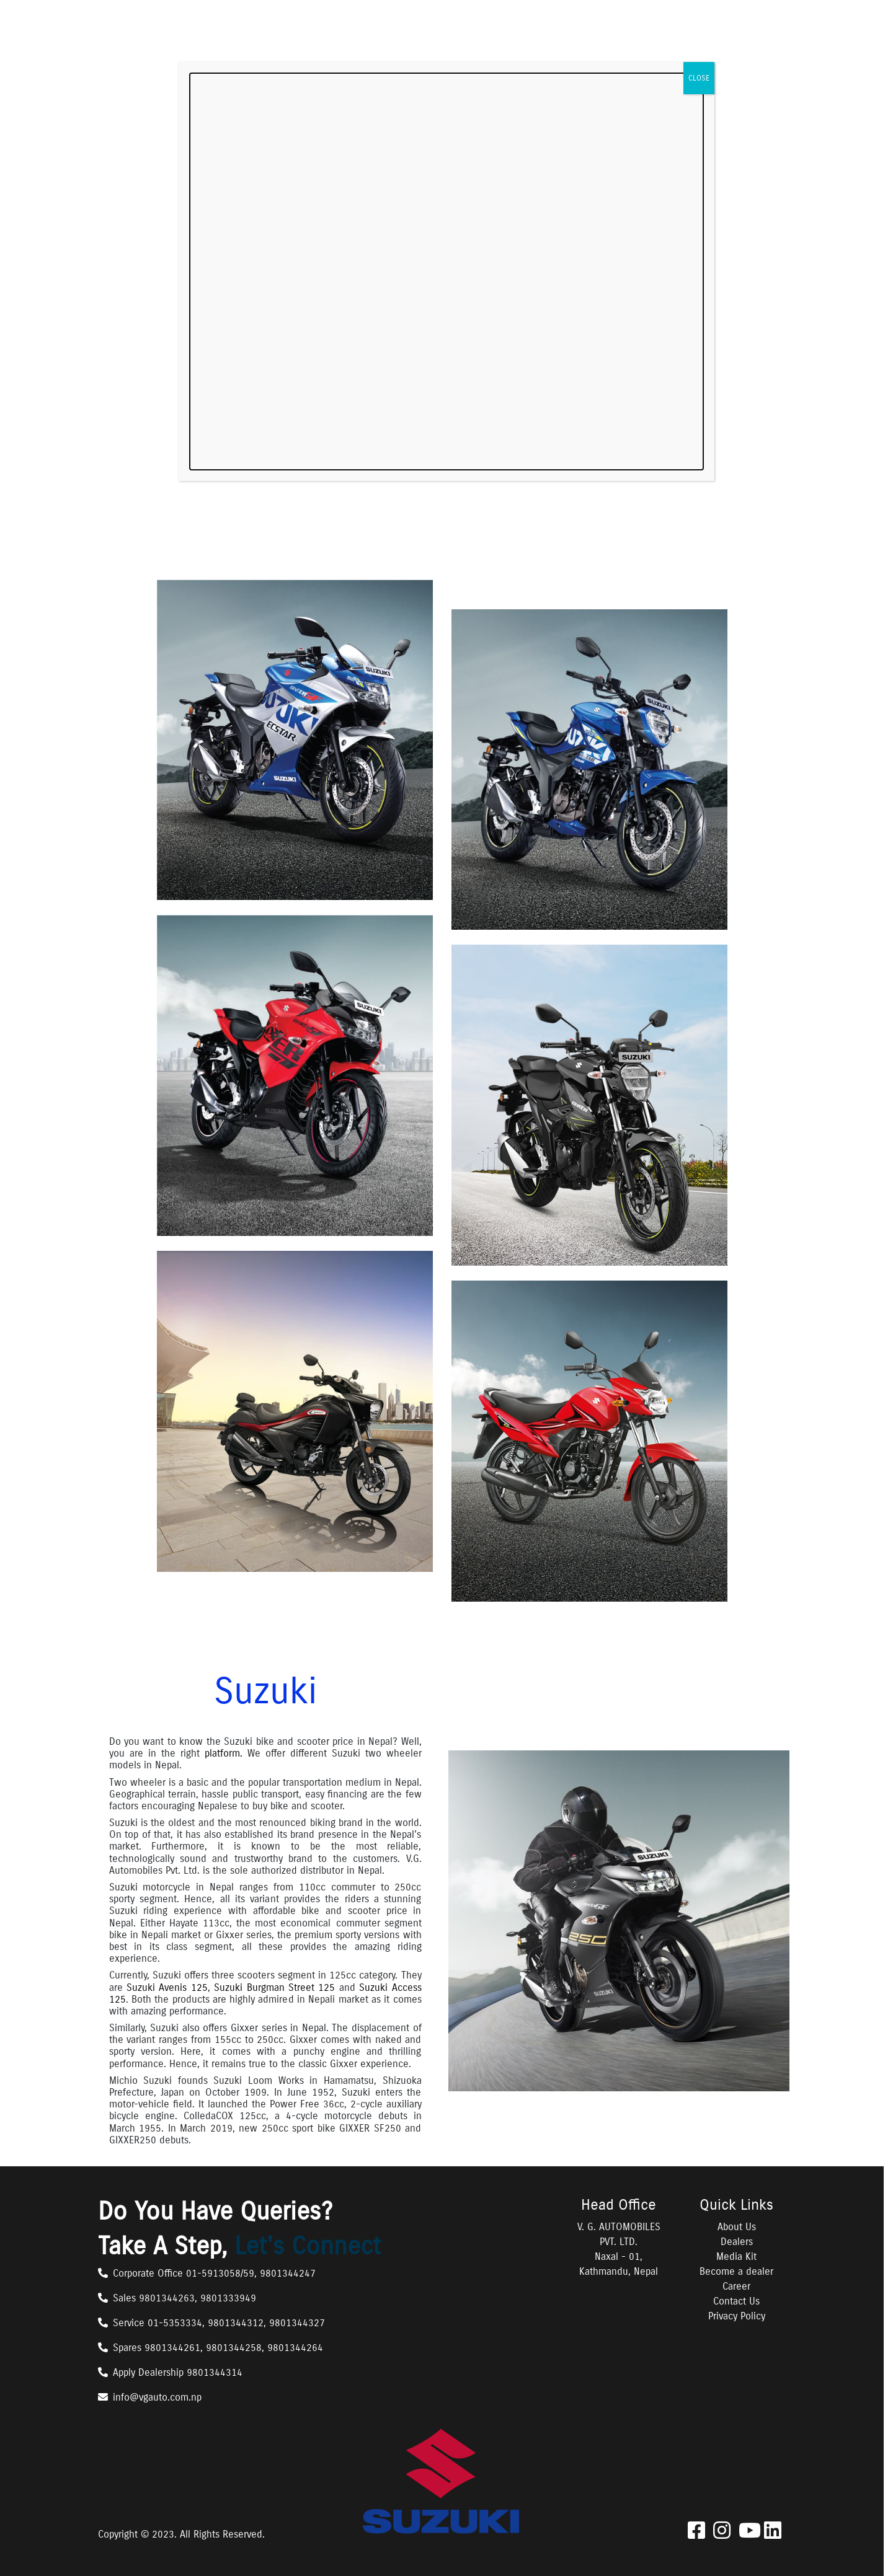 CLOSE
SUZUKI
SUZUKI
ECSTAR
SUZUKI
SUZUKI
SUZUKI
SUZUKI
Suzuki
Do you want to know the Suzuki bike and scooter price in Nepal? Well,
you are in the right platform. We offer different Suzuki two wheeler
models in Nepal.
Two wheeler is a basic and the popular transportation medium in Nepal.
Geographical terrain, hassle public transport, easy financing are the few
factors encouraging Nepalese to buy bike and scooter.
Suzuki is the oldest and the most renounced biking brand in the world.
On top of that, it has also established its brand presence in the Nepal's
market. Furthermore, it is known to be the most reliable,
technologically sound and trustworthy brand to the customers. V.G.
Automobiles Pvt. Ltd. is the sole authorized distributor in Nepal.
Suzuki motorcycle in Nepal ranges from 110cc commuter to 250cc
sporty segment. Hence, all its variant provides the riders a stunning
Suzuki riding experience with affordable bike and scooter price in
Nepal. Either Hayate 113cc, the most economical commuter segment
bike in Nepali market or Gixxer series, the premium sporty versions with
best in its class segment, all these provides the amazing riding
experience.
Currently, Suzuki offers three scooters segment in 125cc category. They
are Suzuki Avenis 125, Suzuki Burgman Street 125 and Suzuki Access
125. Both the products are highly admired in Nepali market as it comes
with amazing performance.
Similarly, Suzuki also offers Gixxer series in Nepal. The displacement of
the variant ranges from 155cc to 250cc. Gixxer comes with naked and
sporty version. Here, it comes with a punchy engine and thrilling
performance. Hence, it remains true to the classic Gixxer experience.
Michio Suzuki founds Suzuki Loom Works in Hamamatsu, Shizuoka
Prefecture, Japan on October 1909. In June 1952, Suzuki enters the
motor-vehicle field. It launched the Power Free 36cc, 2-cycle auxiliary
bicycle engine. ColledaCOX 125cc, a 4-cycle motorcycle debuts in
March 1955. In March 2019, new 250cc sport bike GIXXER SF250 and
GIXXER250 debuts.
SUZUKI
250
Do You Have Queries?
Take A Step, Let's Connect
Corporate Office 01-5913058/59, 9801344247
Sales 9801344263, 9801333949
Service 01-5353334, 9801344312, 9801344327
Spares 9801344261, 9801344258, 9801344264
Apply Dealership 9801344314
info@vgauto.com.np
Head Office
V. G. AUTOMOBILES
PVT. LTD.
Naxal - 01,
Kathmandu, Nepal
Quick Links
About Us
Dealers
Media Kit
Become a dealer
Career
Contact Us
Privacy Policy
SUZUKI
Copyright © 2023. All Rights Reserved.